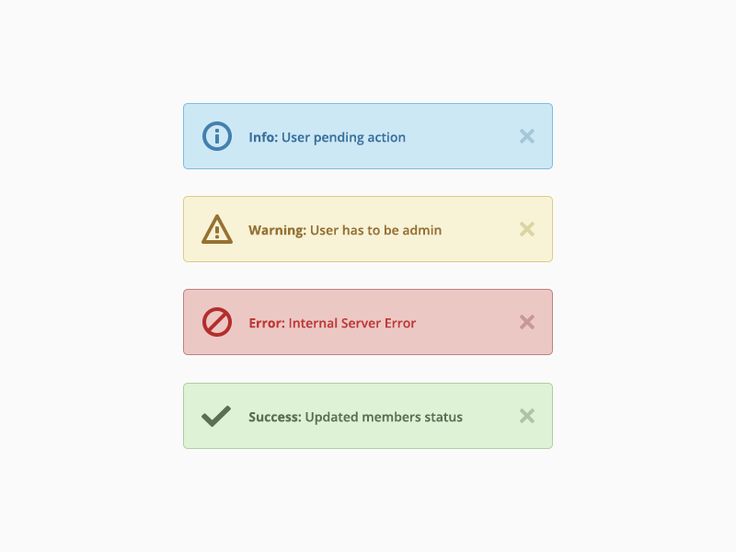 Info: User pending action
Warning: User has to be admin
Error: Internal Server Error
Success: Updated members status